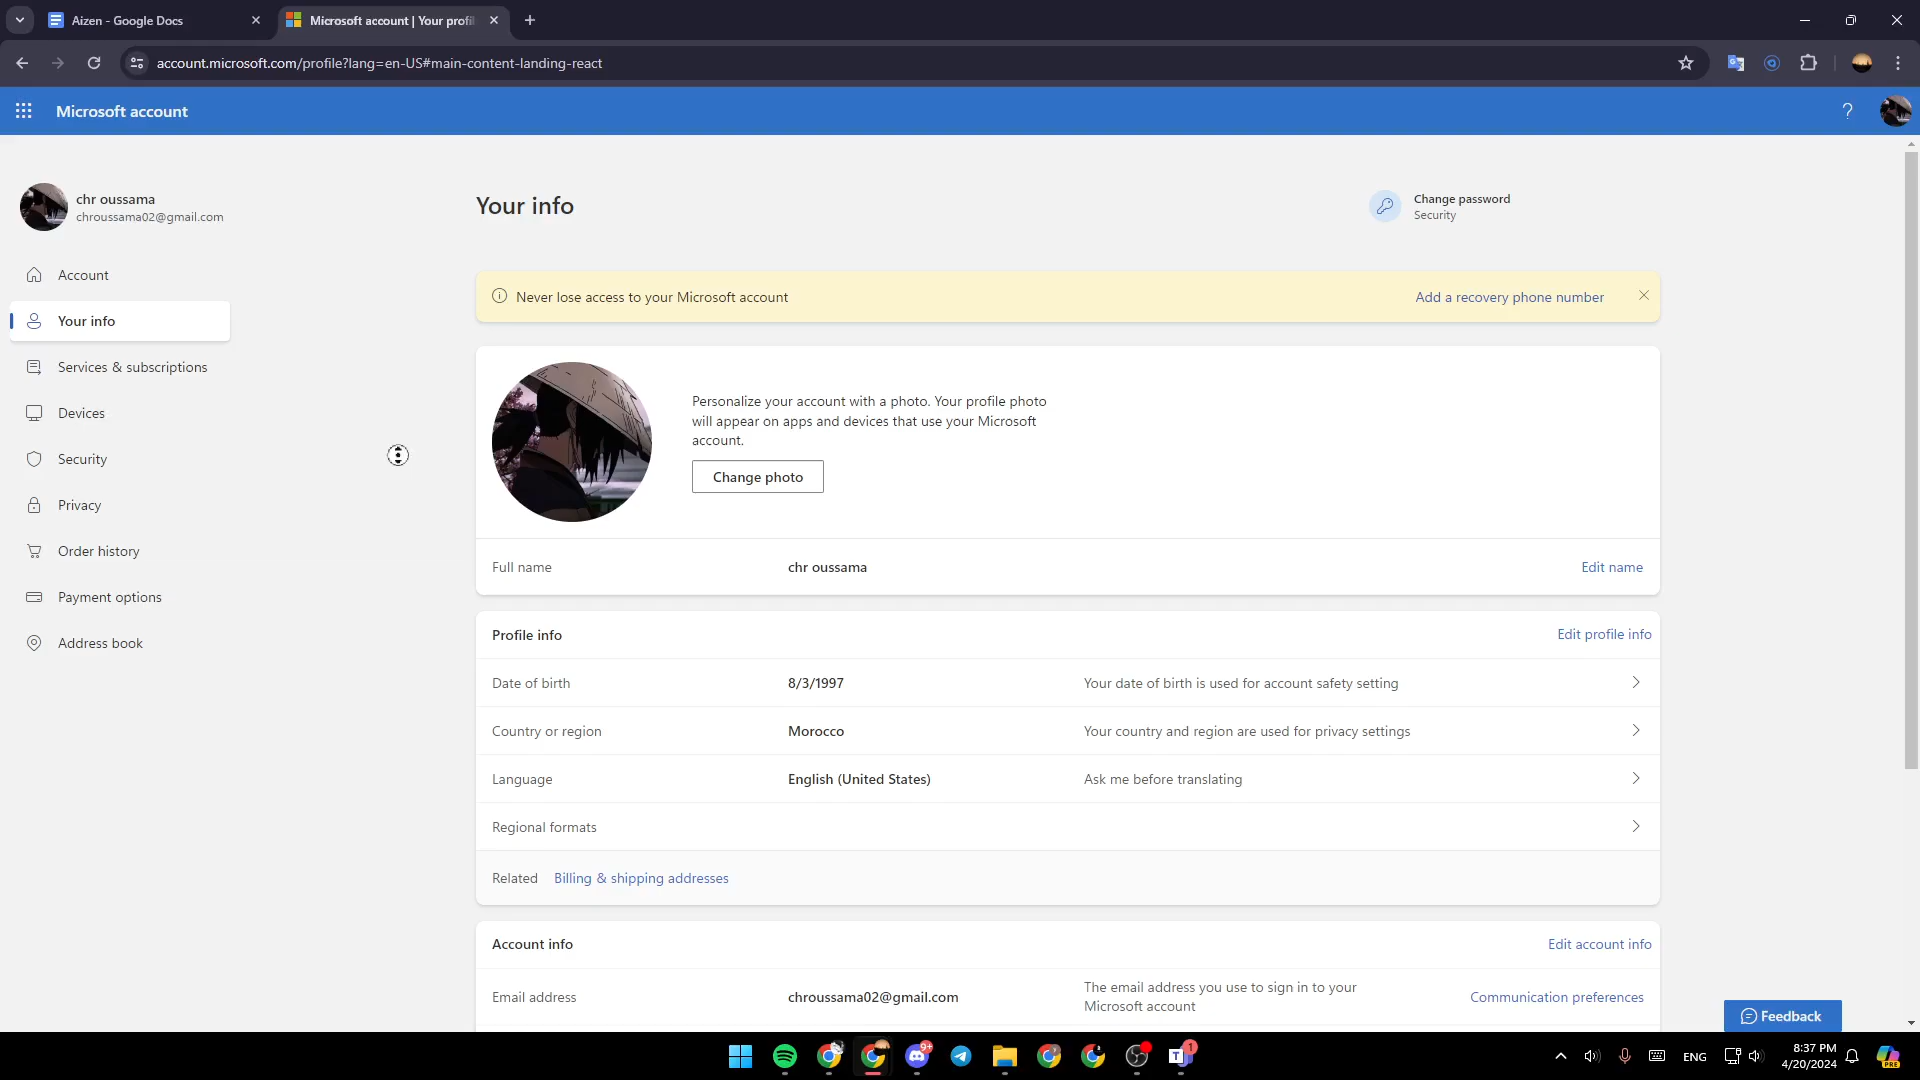 Aizen - Google Docs
Microsoft account | Your profi
account.microsoft.com/profile?lang=en-US#main-content-landing-react
Microsoft account
?
chr oussama
chroussama02@gmail.com
Account
Your info
Services & subscriptions
Devices
Security
Privacy
Order history
Payment options
Address book
Your info
Change password
Security
Never lose access to your Microsoft account
Add a recovery phone number
Personalize your account with a photo. Your profile photo
will appear on apps and devices that use your Microsoft
account.
Change photo
Full name
chr oussama
Edit name
Profile info
Edit profile info
Date of birth
8/3/1997
Your date of birth is used for account safety setting
Country or region
Morocco
Your country and region are used for privacy settings
Language
English (United States)
Ask me before translating
Regional formats
Related
Billing & shipping addresses
Account info
Edit account info
Email address
chroussama02@gmail.com
The email address you use to sign in to your
Microsoft account
Communication preferences
Feedback
9+
1
ENG
8:37 PM
4/20/2024
PRE